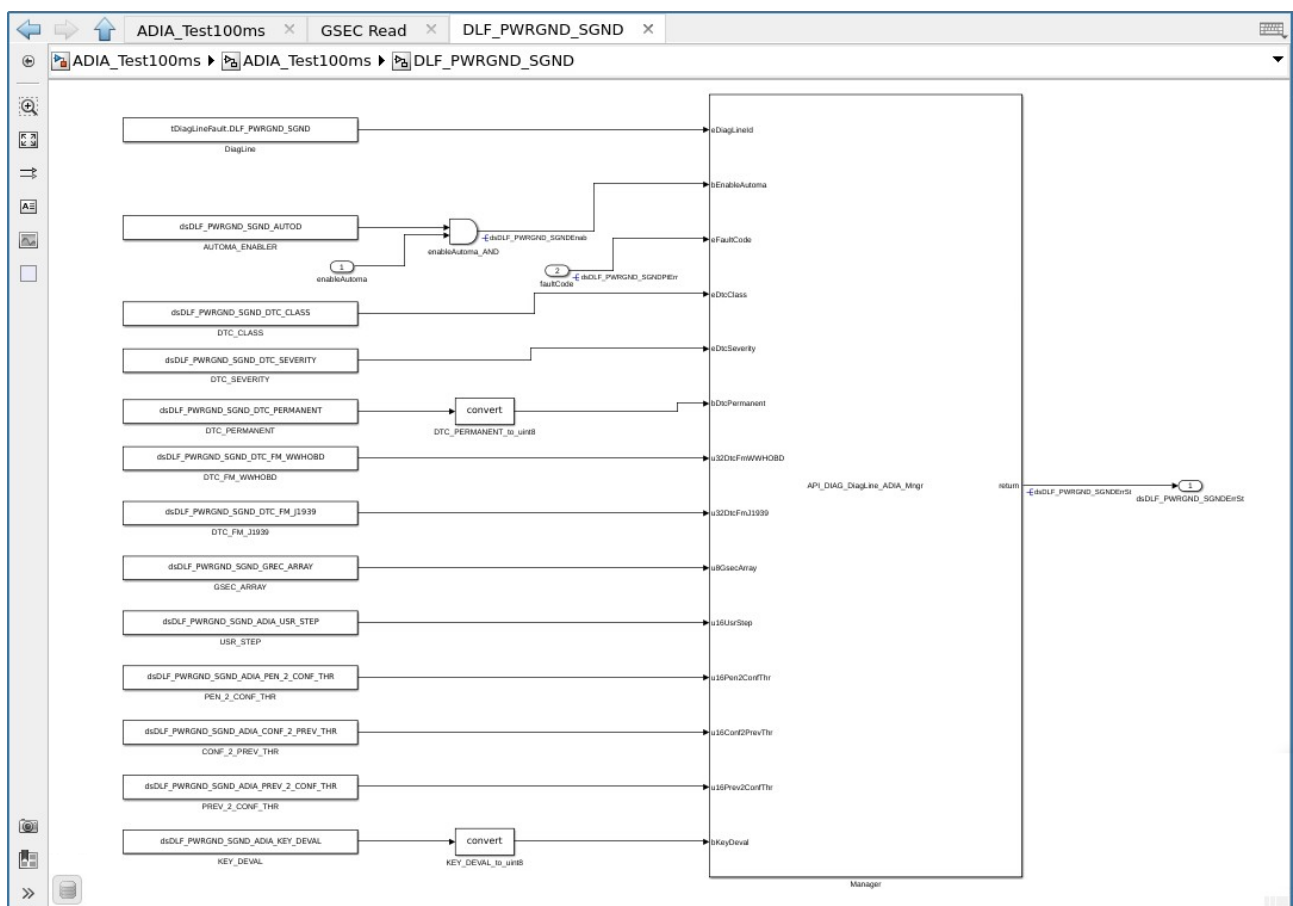 ADIA_Test100ms × GSEC Read × DLF_PWRGND_SGND ×
ADIA_Test100ms ▸ ADIA_Test100ms ▸ DLF_PWRGND_SGND
tDiagLineFault.DLF_PWRGND_SGND
DiagLine
eDiagLineId
bEnableAutoma
dsDLF_PWRGND_SGND_AUTOD
AUTOMA_ENABLER
enableAutoma_AND
dsDLF_PWRGND_SGNDEnab
1
enableAutoma
eFaultCode
2
faultCode
dsDLF_PWRGND_SGNDPtErr
eDtcClass
dsDLF_PWRGND_SGND_DTC_CLASS
DTC_CLASS
eDtcSeverity
dsDLF_PWRGND_SGND_DTC_SEVERITY
DTC_SEVERITY
dsDLF_PWRGND_SGND_DTC_PERMANENT
DTC_PERMANENT
convert
DTC_PERMANENT_to_uint8
bDtcPermanent
dsDLF_PWRGND_SGND_DTC_FM_WWHOBD
DTC_FM_WWHOBD
u32DtcFmWWHOBD
API_DIAG_DiagLine_ADIA_Mngr
return
dsDLF_PWRGND_SGNDErrSt
1
dsDLF_PWRGND_SGNDErrSt
dsDLF_PWRGND_SGND_DTC_FM_J1939
DTC_FM_J1939
u32DtcFmJ1939
dsDLF_PWRGND_SGND_GREC_ARRAY
GSEC_ARRAY
u8GsecArray
dsDLF_PWRGND_SGND_ADIA_USR_STEP
USR_STEP
u16UsrStep
dsDLF_PWRGND_SGND_ADIA_PEN_2_CONF_THR
PEN_2_CONF_THR
u16Pen2ConfThr
dsDLF_PWRGND_SGND_ADIA_CONF_2_PREV_THR
CONF_2_PREV_THR
u16Conf2PrevThr
dsDLF_PWRGND_SGND_ADIA_PREV_2_CONF_THR
PREV_2_CONF_THR
u16Prev2ConfThr
dsDLF_PWRGND_SGND_ADIA_KEY_DEVAL
KEY_DEVAL
convert
KEY_DEVAL_to_uint8
bKeyDeval
Manager